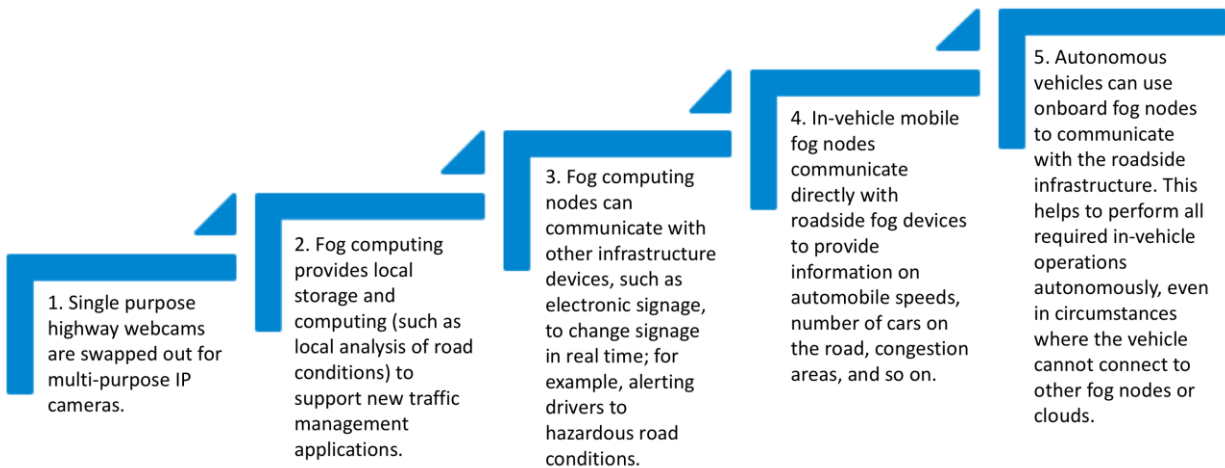 1. Single purpose
highway webcams
are swapped out for
multi-purpose IP
cameras.
2. Fog computing
provides local
storage and
computing (such as
local analysis of road
conditions) to
support new traffic
management
applications.
3. Fog computing
nodes can
communicate with
other infrastructure
devices, such as
electronic signage,
to change signage
in real time; for
example, alerting
drivers to
hazardous road
conditions.
4. In-vehicle mobile
fog nodes
communicate
directly with
roadside fog devices
to provide
information on
automobile speeds,
number of cars on
the road, congestion
areas, and so on.
5. Autonomous
vehicles can use
onboard fog nodes
to communicate
with the roadside
infrastructure. This
helps to perform all
required in-vehicle
operations
autonomously, even
in circumstances
where the vehicle
cannot connect to
other fog nodes or
clouds.